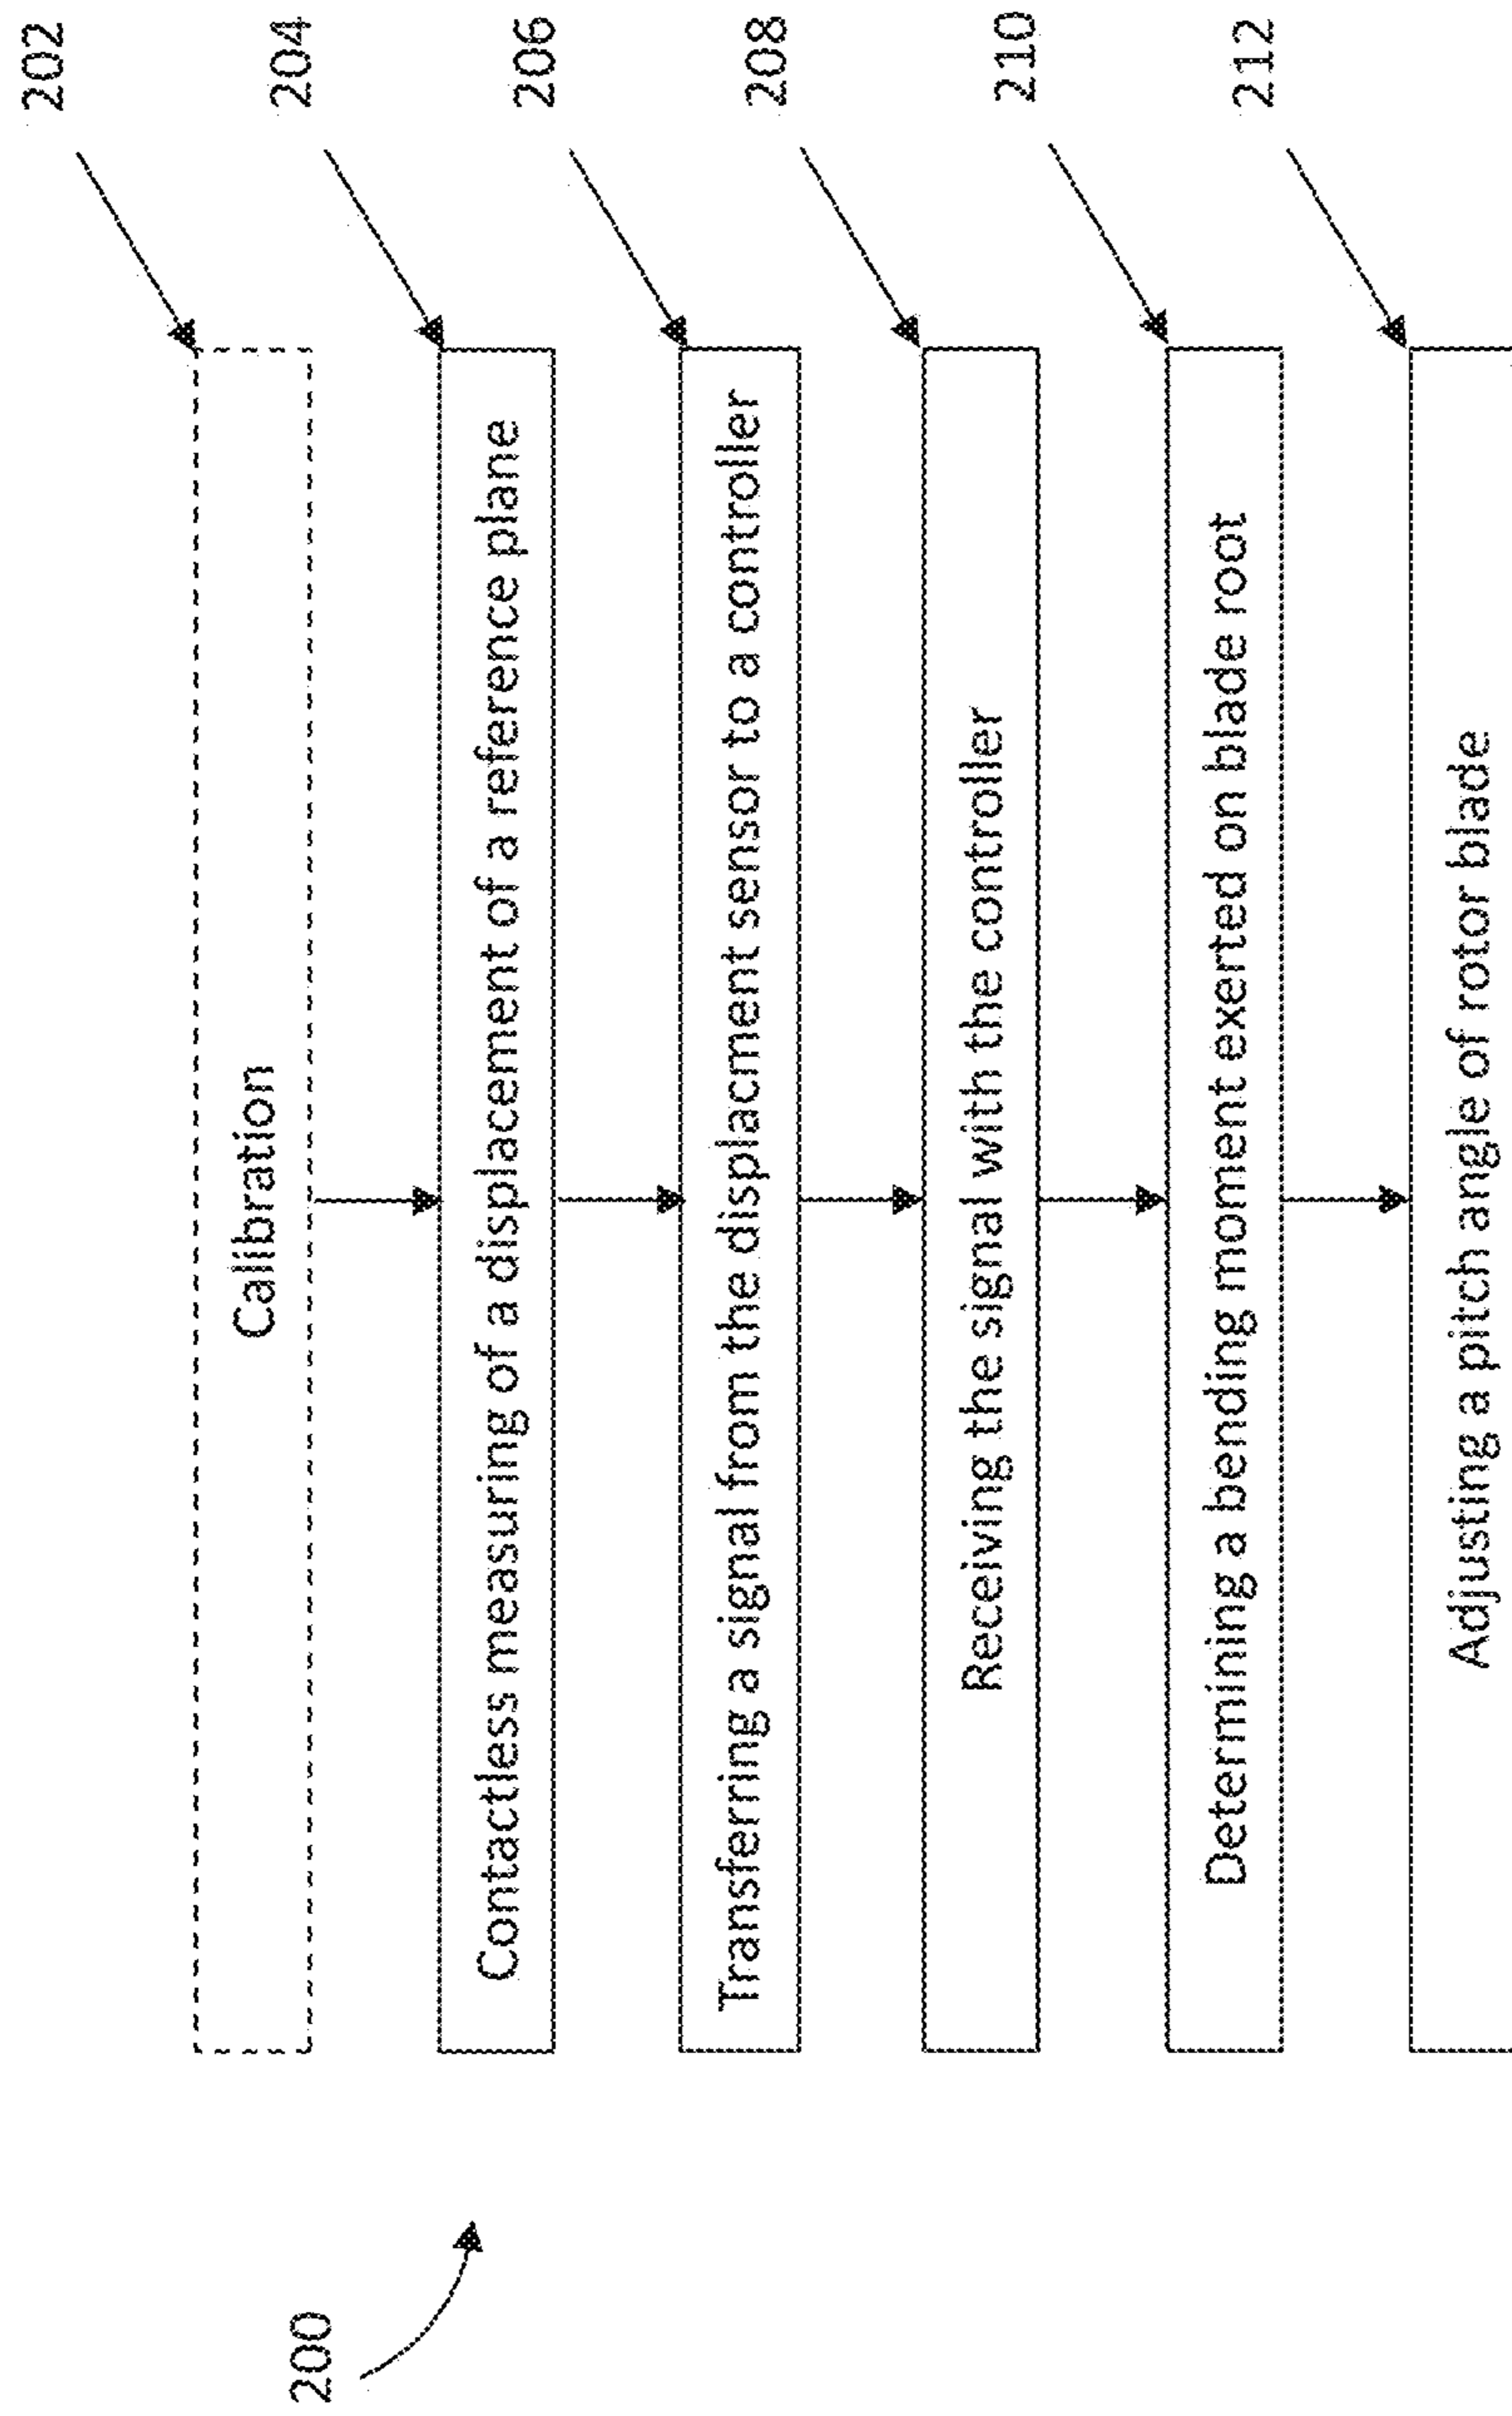 200
202
Calibration
204
Contactless measuring of a displacement of a reference plane
206
Transferring a signal from the displacment sensor to a controller
208
Receiving the signal with the controller
210
Determining a bending moment exerted on blade root
212
Adjusting a pitch angle of rotor blade